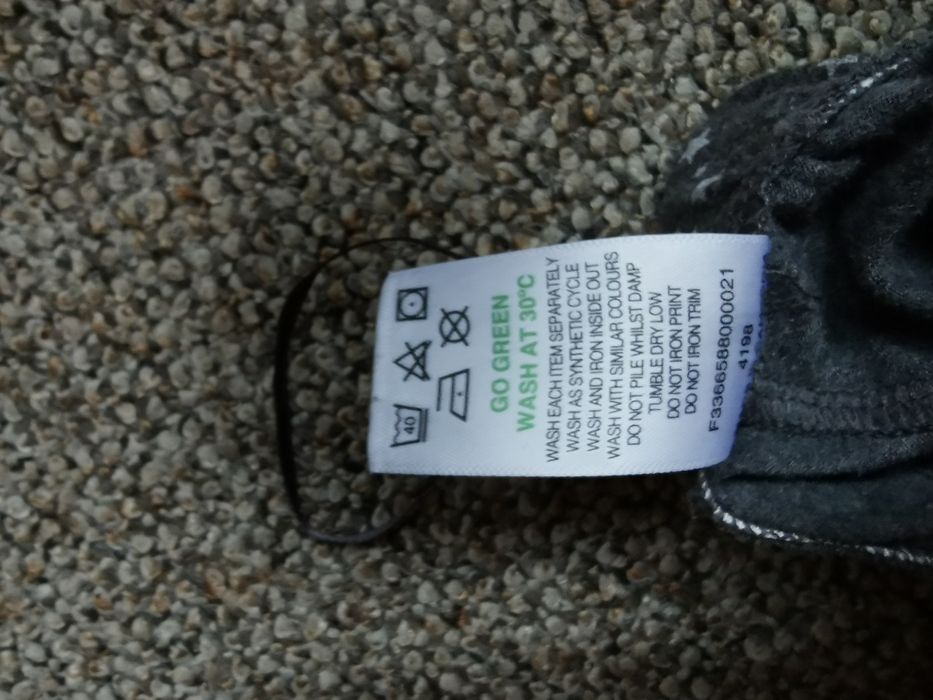 40
GO GREEN
WASH AT 30°C
WASH EACH ITEM SEPARATELY
WASH AS SYNTHETIC CYCLE
WASH AND IRON INSIDE OUT
WASH WITH SIMILAR COLOURS
DO NOT PILE WHILST DAMP
TUMBLE DRY LOW
DO NOT IRON PRINT
DO NOT IRON TRIM
F3366588000021
4198